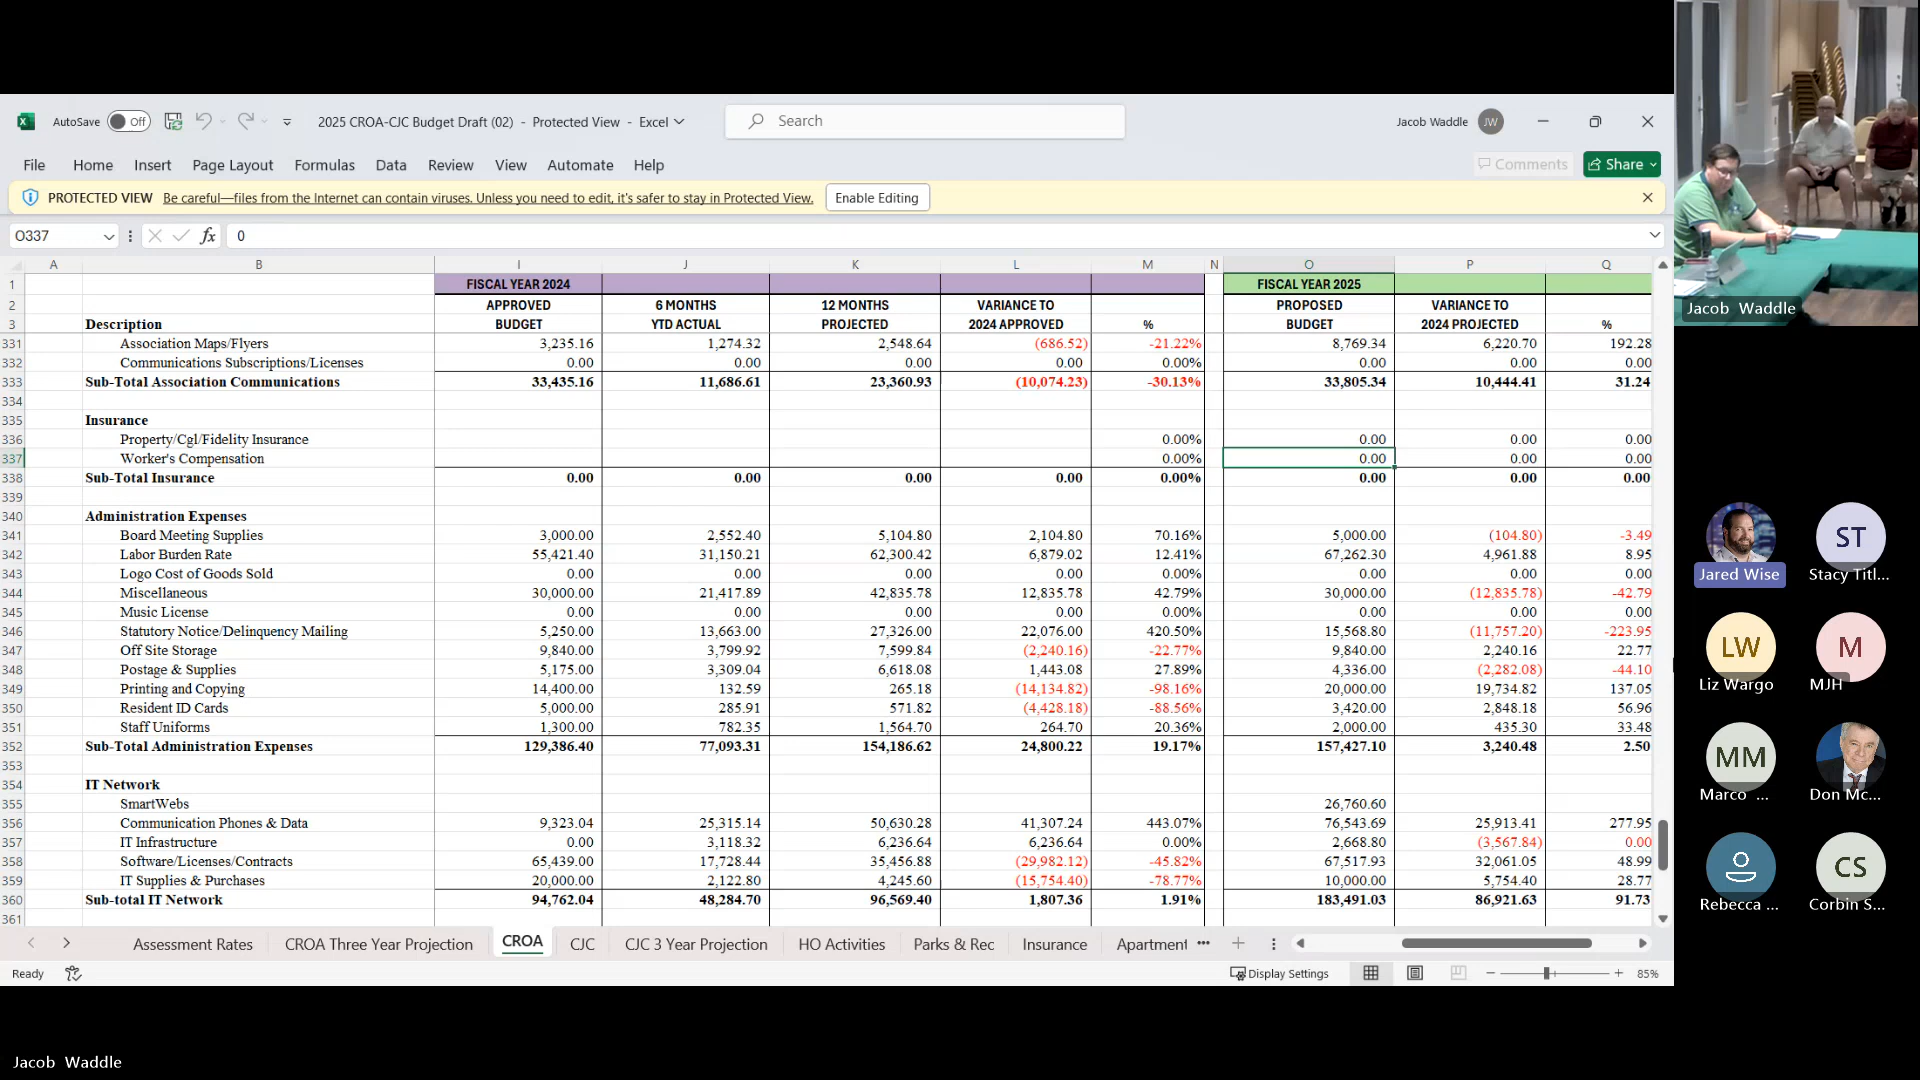 AutoSave Off 2025 CROA-CJC Budget Draft (02) - Protected View - Excel Search Jacob Waddle JW
File Home Insert Page Layout Formulas Data Review View Automate Help Comments Share
PROTECTED VIEW Be careful—files from the Internet can contain viruses. Unless you need to edit, it's safer to stay in Protected View. Enable Editing
O337 fx 0
A B I J K L M N O P Q
1 FISCAL YEAR 2024 FISCAL YEAR 2025
2 APPROVED 6 MONTHS 12 MONTHS VARIANCE TO PROPOSED VARIANCE TO
3 Description BUDGET YTD ACTUAL PROJECTED 2024 APPROVED % BUDGET 2024 PROJECTED %
331 Association Maps/Flyers 3,235.16 1,274.32 2,548.64 (686.52) -21.22% 8,769.34 6,220.70 192.28
332 Communications Subscriptions/Licenses 0.00 0.00 0.00 0.00 0.00% 0.00 0.00 0.00
333 Sub-Total Association Communications 33,435.16 11,686.61 23,360.93 (10,074.23) -30.13% 33,805.34 10,444.41 31.24
334
335 Insurance
336 Property/Cgl/Fidelity Insurance 0.00% 0.00 0.00 0.00
337 Worker's Compensation 0.00% 0.00 0.00 0.00
338 Sub-Total Insurance 0.00 0.00 0.00 0.00 0.00% 0.00 0.00 0.00
339
340 Administration Expenses
341 Board Meeting Supplies 3,000.00 2,552.40 5,104.80 2,104.80 70.16% 5,000.00 (104.80) -3.49
342 Labor Burden Rate 55,421.40 31,150.21 62,300.42 6,879.02 12.41% 67,262.30 4,961.88 8.95
343 Logo Cost of Goods Sold 0.00 0.00 0.00 0.00 0.00% 0.00 0.00 0.00
344 Miscellaneous 30,000.00 21,417.89 42,835.78 12,835.78 42.79% 30,000.00 (12,835.78) -42.79
345 Music License 0.00 0.00 0.00 0.00 0.00% 0.00 0.00 0.00
346 Statutory Notice/Delinquency Mailing 5,250.00 13,663.00 27,326.00 22,076.00 420.50% 15,568.80 (11,757.20) -223.95
347 Off Site Storage 9,840.00 3,799.92 7,599.84 (2,240.16) -22.77% 9,840.00 2,240.16 22.77
348 Postage & Supplies 5,175.00 3,309.04 6,618.08 1,443.08 27.89% 4,336.00 (2,282.08) -44.10
349 Printing and Copying 14,400.00 132.59 265.18 (14,134.82) -98.16% 20,000.00 19,734.82 137.05
350 Resident ID Cards 5,000.00 285.91 571.82 (4,428.18) -88.56% 3,420.00 2,848.18 56.96
351 Staff Uniforms 1,300.00 782.35 1,564.70 264.70 20.36% 2,000.00 435.30 33.48
352 Sub-Total Administration Expenses 129,386.40 77,093.31 154,186.62 24,800.22 19.17% 157,427.10 3,240.48 2.50
353
354 IT Network
355 SmartWebs 26,760.60
356 Communication Phones & Data 9,323.04 25,315.14 50,630.28 41,307.24 443.07% 76,543.69 25,913.41 277.95
357 IT Infrastructure 0.00 3,118.32 6,236.64 6,236.64 0.00% 2,668.80 (3,567.84) 0.00
358 Software/Licenses/Contracts 65,439.00 17,728.44 35,456.88 (29,982.12) -45.82% 67,517.93 32,061.05 48.99
359 IT Supplies & Purchases 20,000.00 2,122.80 4,245.60 (15,754.40) -78.77% 10,000.00 5,754.40 28.77
360 Sub-total IT Network 94,762.04 48,284.70 96,569.40 1,807.36 1.91% 183,491.03 86,921.63 91.73
361
Assessment Rates CROA Three Year Projection CROA CJC CJC 3 Year Projection HO Activities Parks & Rec Insurance Apartment
Ready Display Settings 85%
Jacob Waddle
Jared Wise
ST
Stacy Titl...
LW
Liz Wargo
M
MJH
MM
Marco ...
Don Mc...
Rebecca ...
CS
Corbin S...
Jacob Waddle